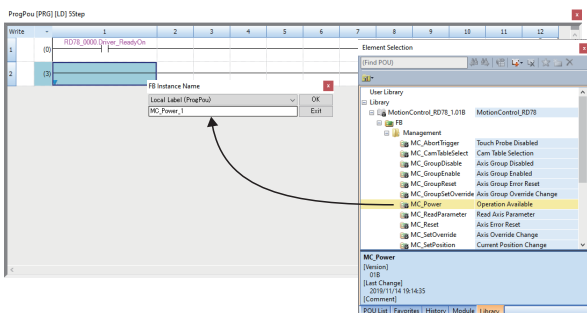 ProgPou [PRG] [LD] 5Step
Write 1 2 3 4 5 6 7 8 9 10 11 12
1 (0) RD78_0000.Driver_ReadyOn
2 (3)
FB Instance Name
Local Label (ProgPou) OK
MC_Power_1 Exit
Element Selection
(Find POU)
User Library
Library
MotionControl_RD78_1.01B MotionControl_RD78
FB
Management
MC_AbortTrigger Touch Probe Disabled
MC_CamTableSelect Cam Table Selection
MC_GroupDisable Axis Group Disabled
MC_GroupEnable Axis Group Enabled
MC_GroupReset Axis Group Error Reset
MC_GroupSetOverride Axis Group Override Change
MC_Power Operation Available
MC_ReadParameter Read Axis Parameter
MC_Reset Axis Error Reset
MC_SetOverride Axis Override Change
MC_SetPosition Current Position Change
MC_Power
[Version]
01B
[Last Change]
2019/11/14 19:14:35
[Comment]
POU List Favorites History Module Library